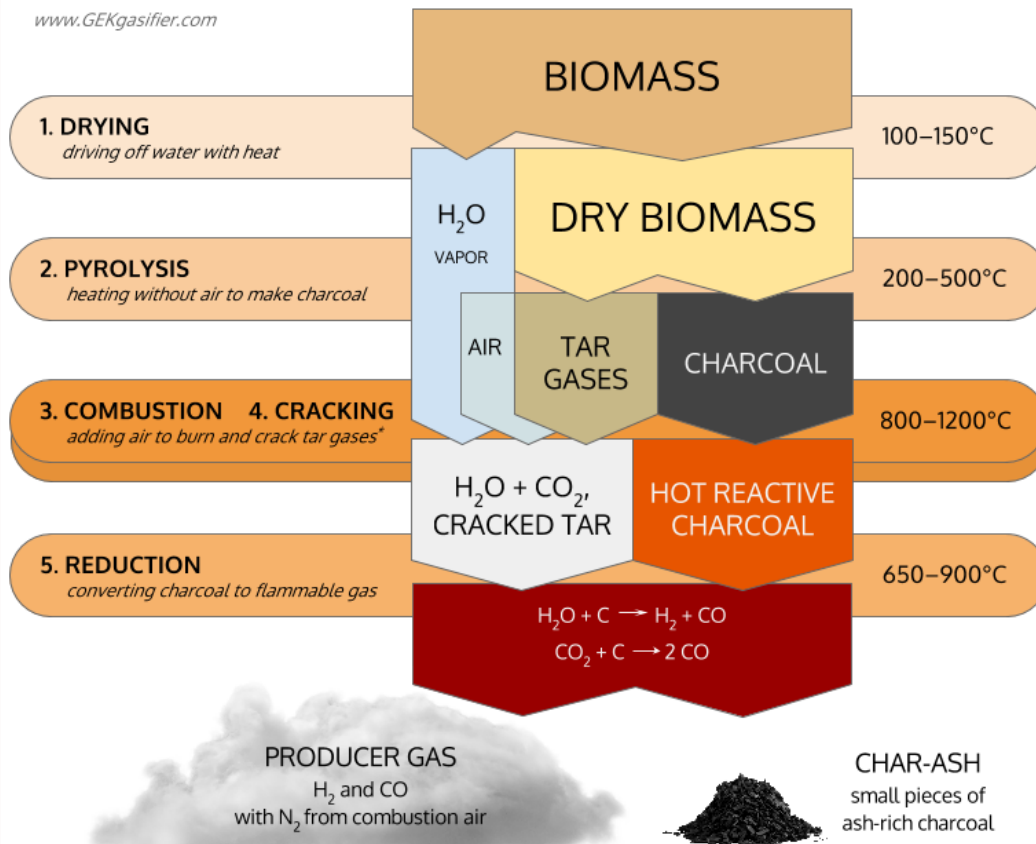 www.GEKgasifier.com
BIOMASS
1. DRYING
driving off water with heat
100–150°C
H₂O
VAPOR
DRY BIOMASS
2. PYROLYSIS
heating without air to make charcoal
200–500°C
AIR
TAR
GASES
CHARCOAL
3. COMBUSTION 4. CRACKING
adding air to burn and crack tar gases*
800–1200°C
H₂O + CO₂,
CRACKED TAR
HOT REACTIVE
CHARCOAL
5. REDUCTION
converting charcoal to flammable gas
650–900°C
H₂O + C → H₂ + CO
CO₂ + C → 2 CO
PRODUCER GAS
H₂ and CO
with N₂ from combustion air
CHAR-ASH
small pieces of
ash-rich charcoal